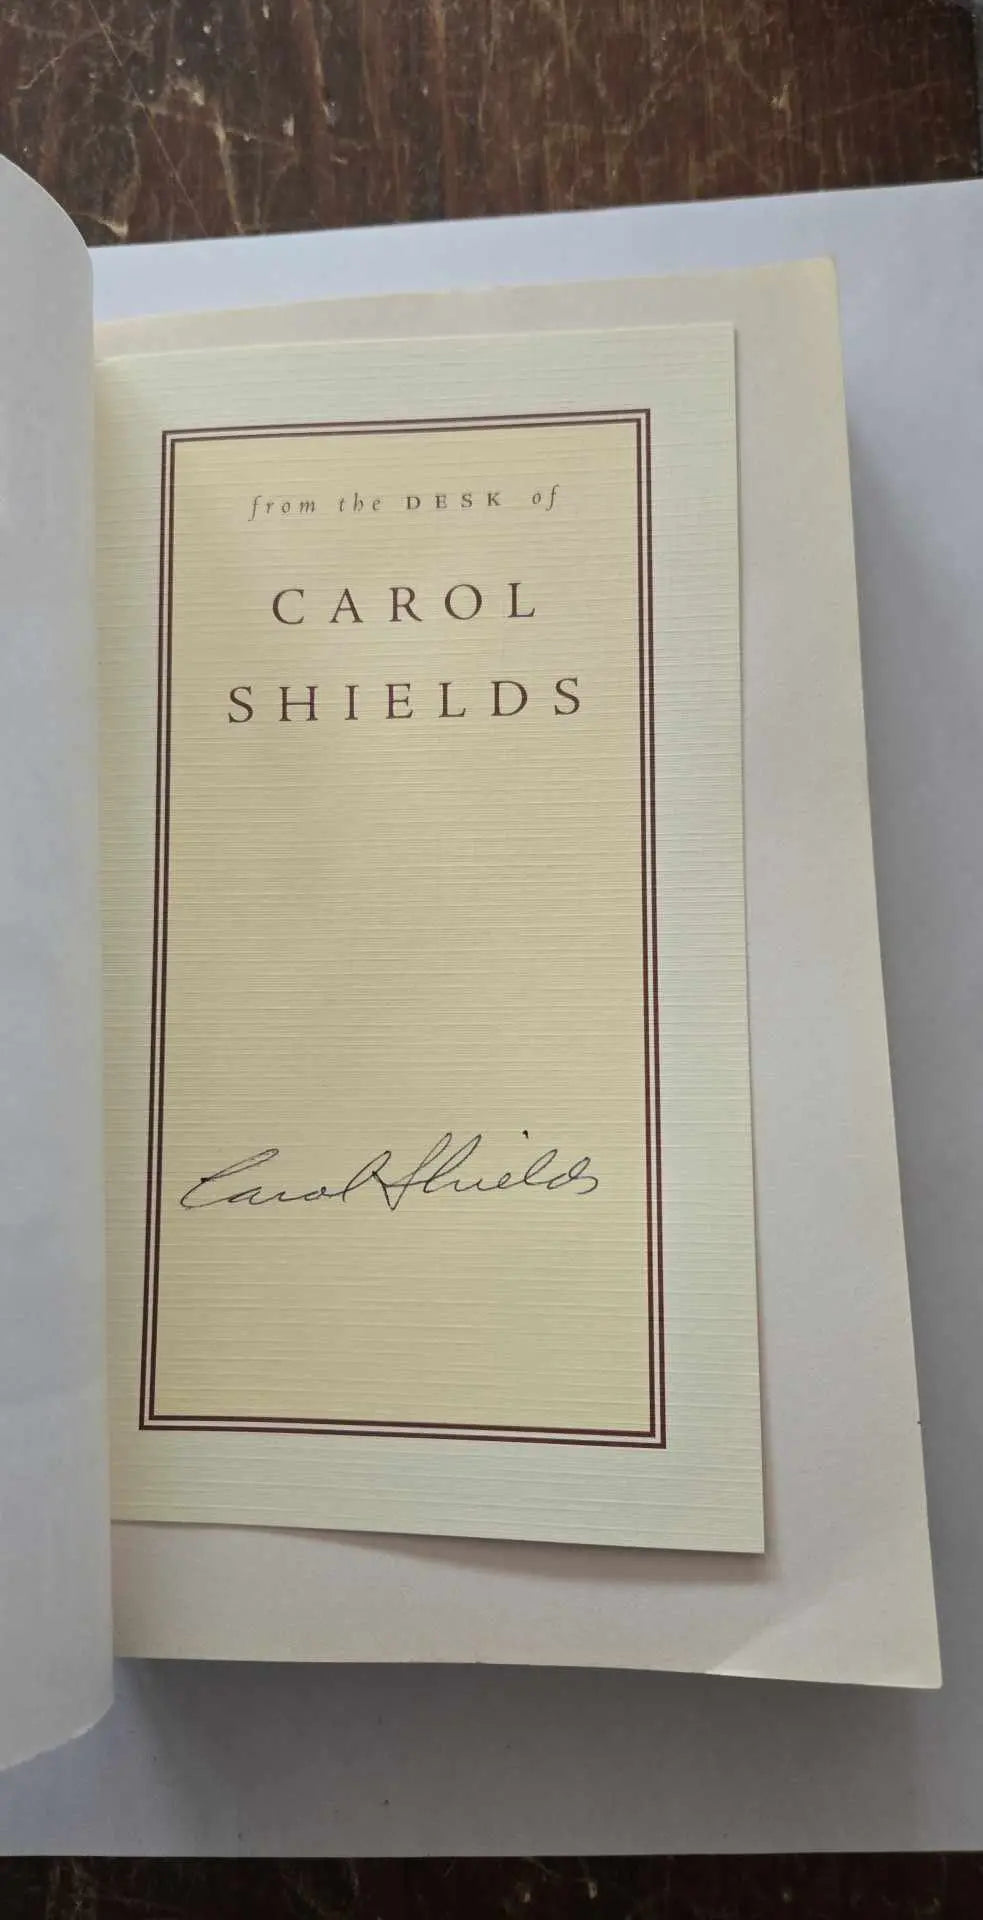 from the DESK of
CAROL
SHIELDS
Carol Shields